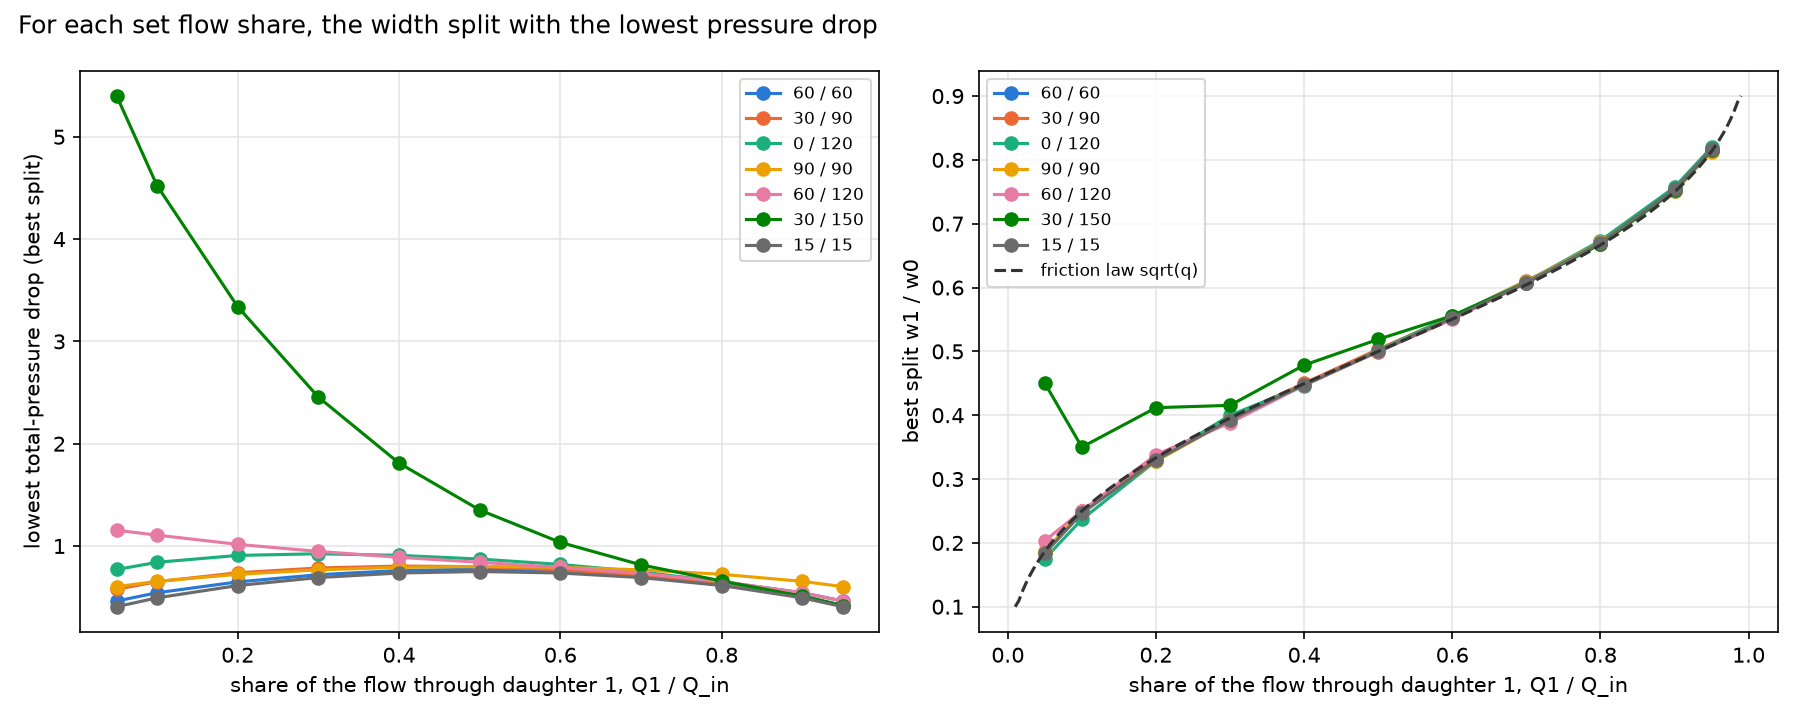 For each set flow share, the width split with the lowest pressure drop
lowest total-pressure drop (best split)
5
4
3
2
1
0.2
0.4
0.6
0.8
share of the flow through daughter 1, Q1 / Q_in
60 / 60
30 / 90
0 / 120
90 / 90
60 / 120
30 / 150
15 / 15
best split w1 / w0
0.9
0.8
0.7
0.6
0.5
0.4
0.3
0.2
0.1
0.0
0.2
0.4
0.6
0.8
1.0
share of the flow through daughter 1, Q1 / Q_in
60 / 60
30 / 90
0 / 120
90 / 90
60 / 120
30 / 150
15 / 15
friction law sqrt(q)